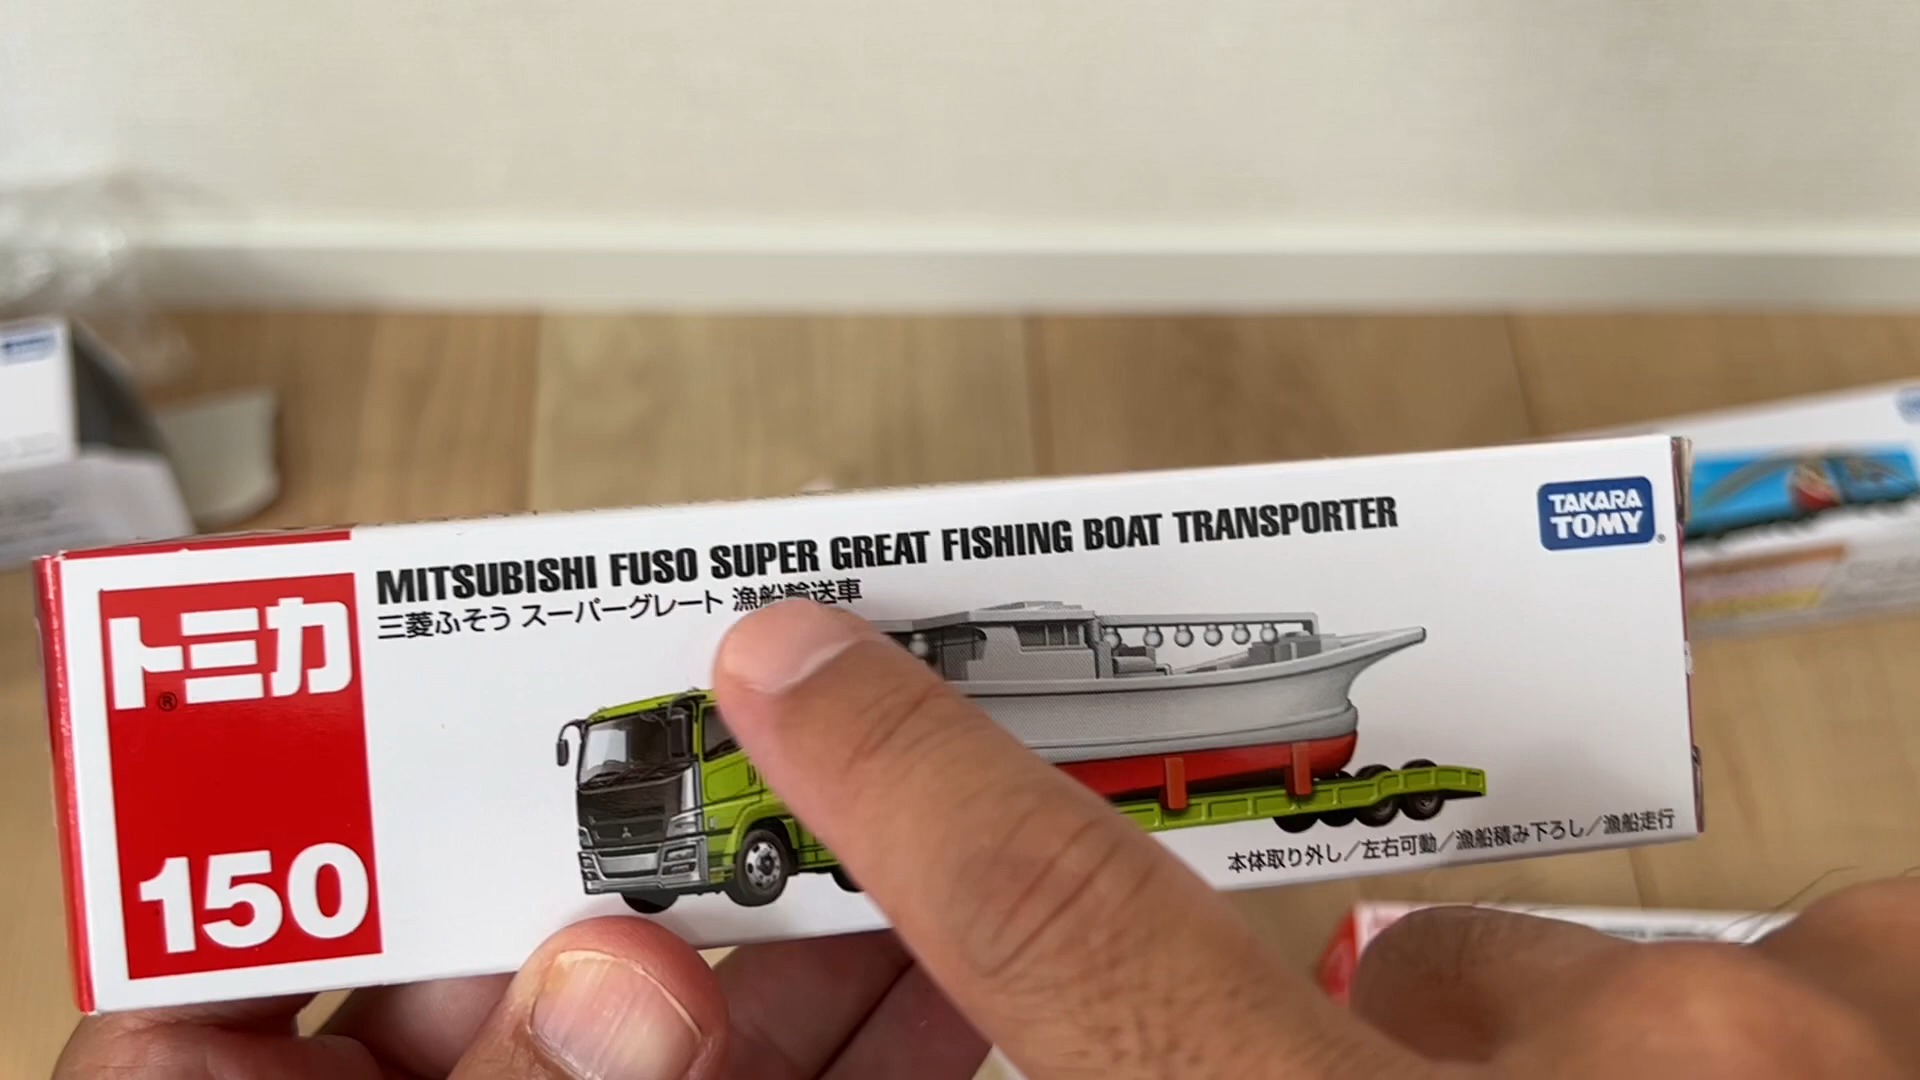 MITSUBISHI FUSO SUPER GREAT FISHING BOAT TRANSPORTER
三菱ふそう スーパーグレート 漁船輸送車
TAKARA
TOMY
トミカ
®
150
本体取り外し/左右可動/漁船積み下ろし/漁船走行